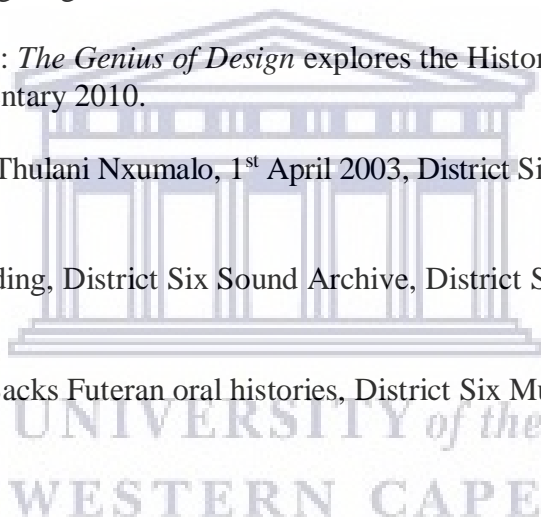 : The Genius of Design explores the Histor
ntary 2010.
Thulani Nxumalo, 1st April 2003, District Si
ding, District Six Sound Archive, District S
Sacks Futeran oral histories, District Six Mu
UNIVERSITY of the
WESTERN CAPE